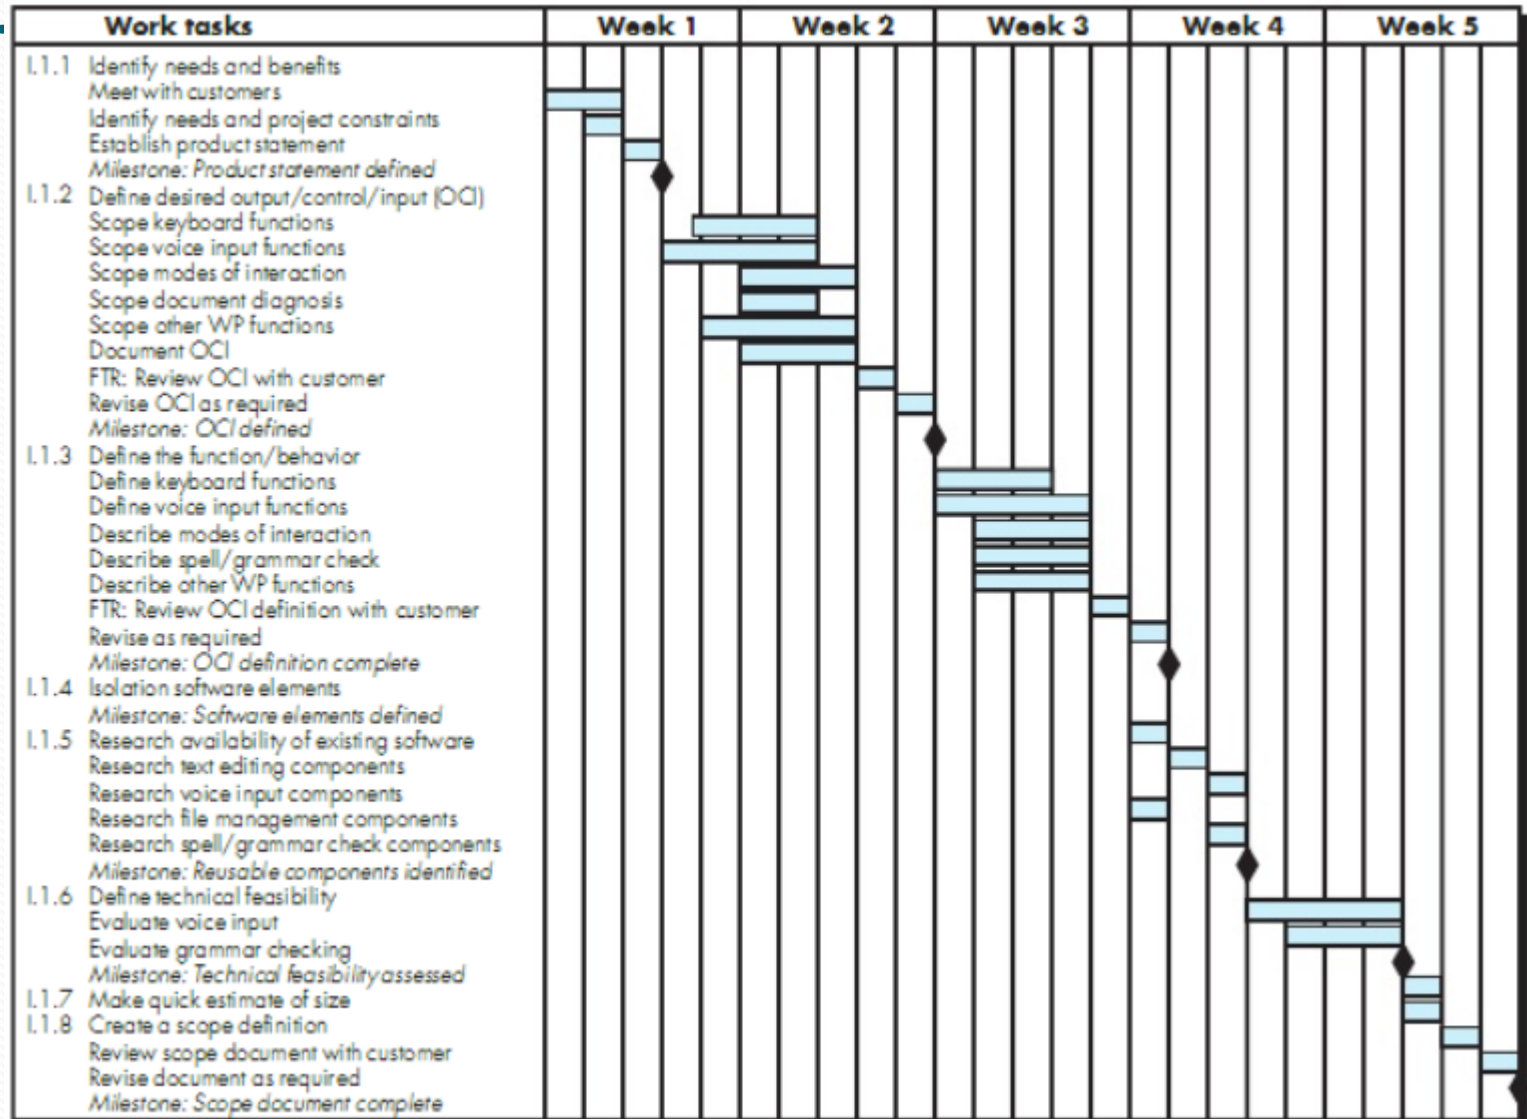 Work tasks Week 1 Week 2 Week 3 Week 4 Week 5
I.1.1 Identify needs and benefits
Meet with customers
Identify needs and project constraints
Establish product statement
Milestone: Product statement defined
I.1.2 Define desired output/control/input (OCI)
Scope keyboard functions
Scope voice input functions
Scope modes of interaction
Scope document diagnosis
Scope other WP functions
Document OCI
FTR: Review OCI with customer
Revise OCI as required
Milestone: OCI defined
I.1.3 Define the function/behavior
Define keyboard functions
Define voice input functions
Describe modes of interaction
Describe spell/grammar check
Describe other WP functions
FTR: Review OCI definition with customer
Revise as required
Milestone: OCI definition complete
I.1.4 Isolation software elements
Milestone: Software elements defined
I.1.5 Research availability of existing software
Research text editing components
Research voice input components
Research file management components
Research spell/grammar check components
Milestone: Reusable components identified
I.1.6 Define technical feasibility
Evaluate voice input
Evaluate grammar checking
Milestone: Technical feasibility assessed
I.1.7 Make quick estimate of size
I.1.8 Create a scope definition
Review scope document with customer
Revise document as required
Milestone: Scope document complete